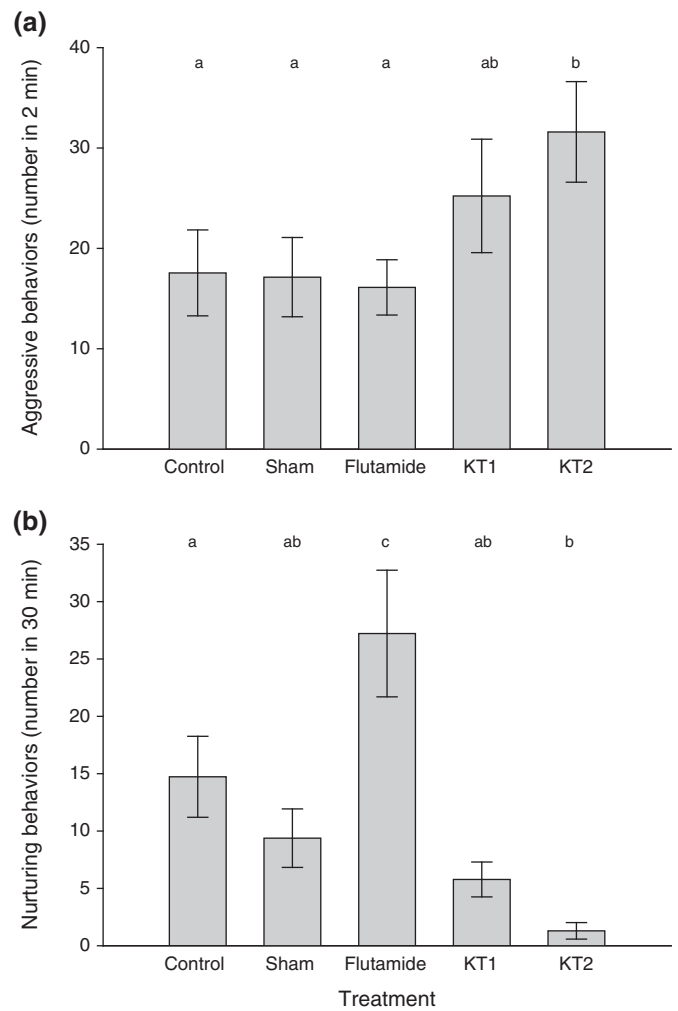 (a)
Aggressive behaviors (number in 2 min)
40
30
20
10
0
a a a ab b
Control Sham Flutamide KT1 KT2
(b)
Nurturing behaviors (number in 30 min)
35
30
25
20
15
10
5
0
a ab c ab b
Control Sham Flutamide KT1 KT2
Treatment